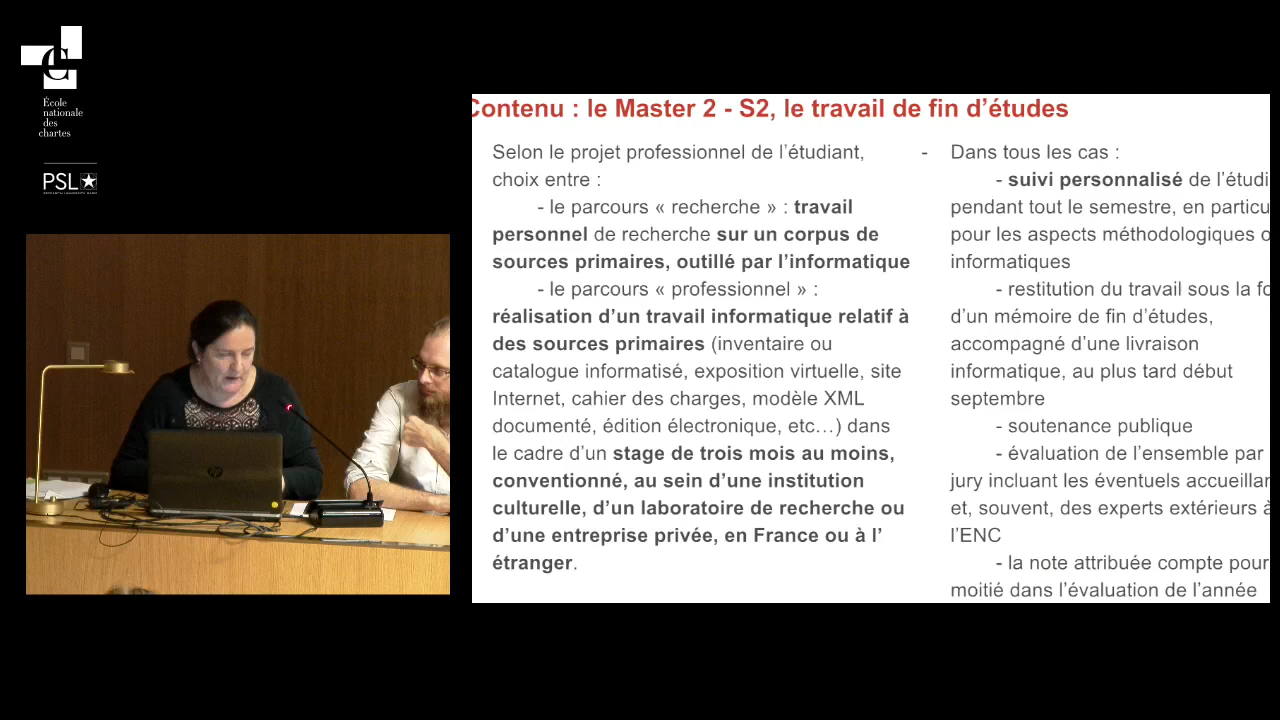 École
nationale
des
chartes
PSL
Contenu : le Master 2 - S2, le travail de fin d’études
Selon le projet professionnel de l’étudiant,
choix entre :
- le parcours « recherche » : travail
personnel de recherche sur un corpus de
sources primaires, outillé par l’informatique
- le parcours « professionnel » :
réalisation d’un travail informatique relatif à
des sources primaires (inventaire ou
catalogue informatisé, exposition virtuelle, site
Internet, cahier des charges, modèle XML
documenté, édition électronique, etc…) dans
le cadre d’un stage de trois mois au moins,
conventionné, au sein d’une institution
culturelle, d’un laboratoire de recherche ou
d’une entreprise privée, en France ou à l’
étranger.
- Dans tous les cas :
- suivi personnalisé de l’étudi
pendant tout le semestre, en particu
pour les aspects méthodologiques o
informatiques
- restitution du travail sous la fo
d’un mémoire de fin d’études,
accompagné d’une livraison
informatique, au plus tard début
septembre
- soutenance publique
- évaluation de l’ensemble par
jury incluant les éventuels accueillar
et, souvent, des experts extérieurs à
l’ENC
- la note attribuée compte pour
moitié dans l’évaluation de l’année